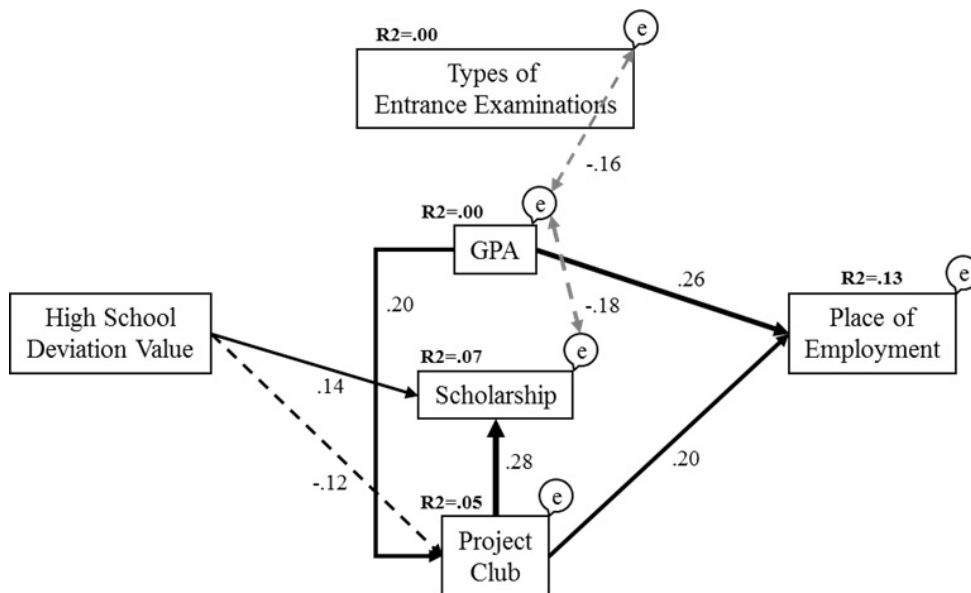 R2=.00
e
Types of
Entrance Examinations
-.16
R2=.00
e
GPA
.20
.26
-.18
R2=.13
e
High School
Deviation Value
Place of
Employment
R2=.07
e
.14
Scholarship
-.12
.28
.20
R2=.05
e
Project
Club